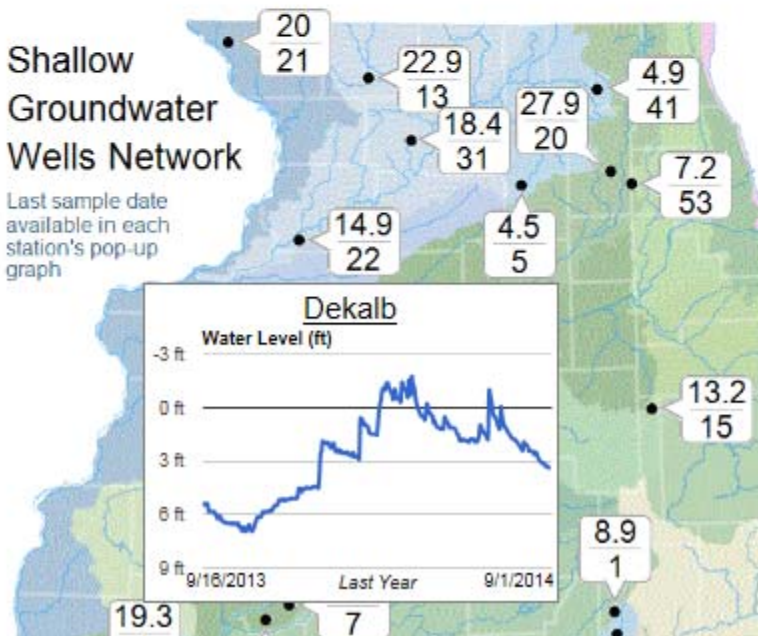 Shallow
Groundwater
Wells Network
Last sample date
available in each
station's pop-up
graph
20
21
22.9
13
18.4
31
27.9
20
4.9
41
7.2
53
4.5
5
14.9
22
13.2
15
8.9
1
19.3
7
Dekalb
Water Level (ft)
-3 ft
0 ft
3 ft
6 ft
9 ft
9/16/2013
Last Year
9/1/2014